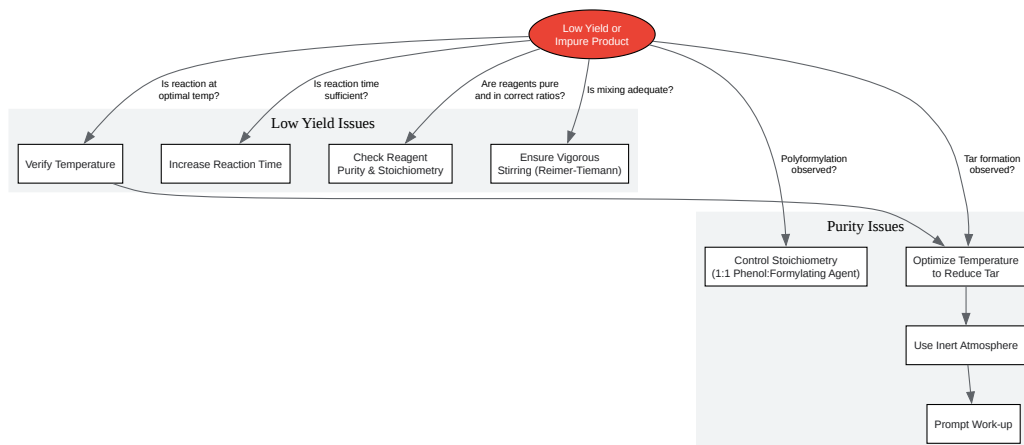 Low Yield or
Impure Product
Is reaction at
optimal temp?
Is reaction time
sufficient?
Are reagents pure
and in correct ratios?
Is mixing adequate?
Low Yield Issues
Verify Temperature
Increase Reaction Time
Check Reagent
Purity & Stoichiometry
Ensure Vigorous
Stirring (Reimer-Tiemann)
Polyformylation
observed?
Tar formation
observed?
Purity Issues
Control Stoichiometry
(1:1 Phenol:Formylating Agent)
Optimize Temperature
to Reduce Tar
Use Inert Atmosphere
Prompt Work-up